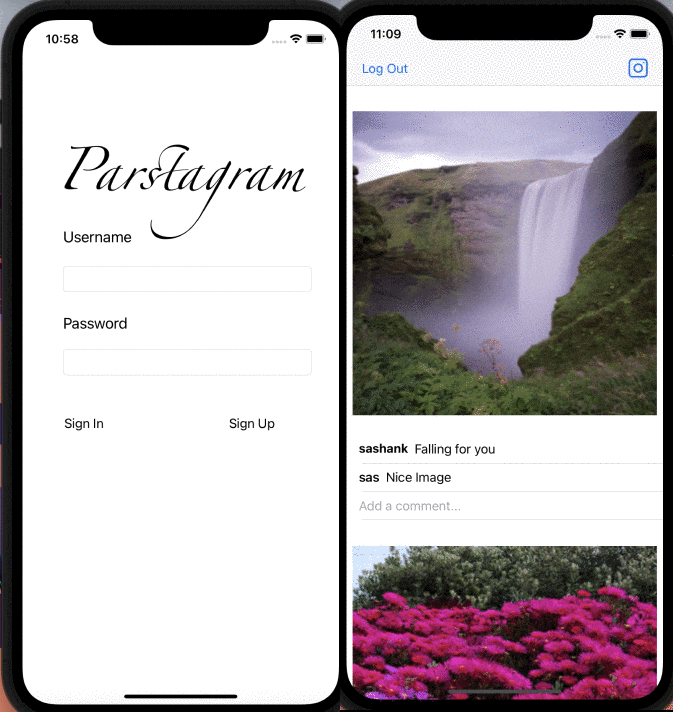 10:58
Parstagram
Username
Password
Sign In Sign Up
11:09
Log Out
sashank Falling for you
sas Nice Image
Add a comment...